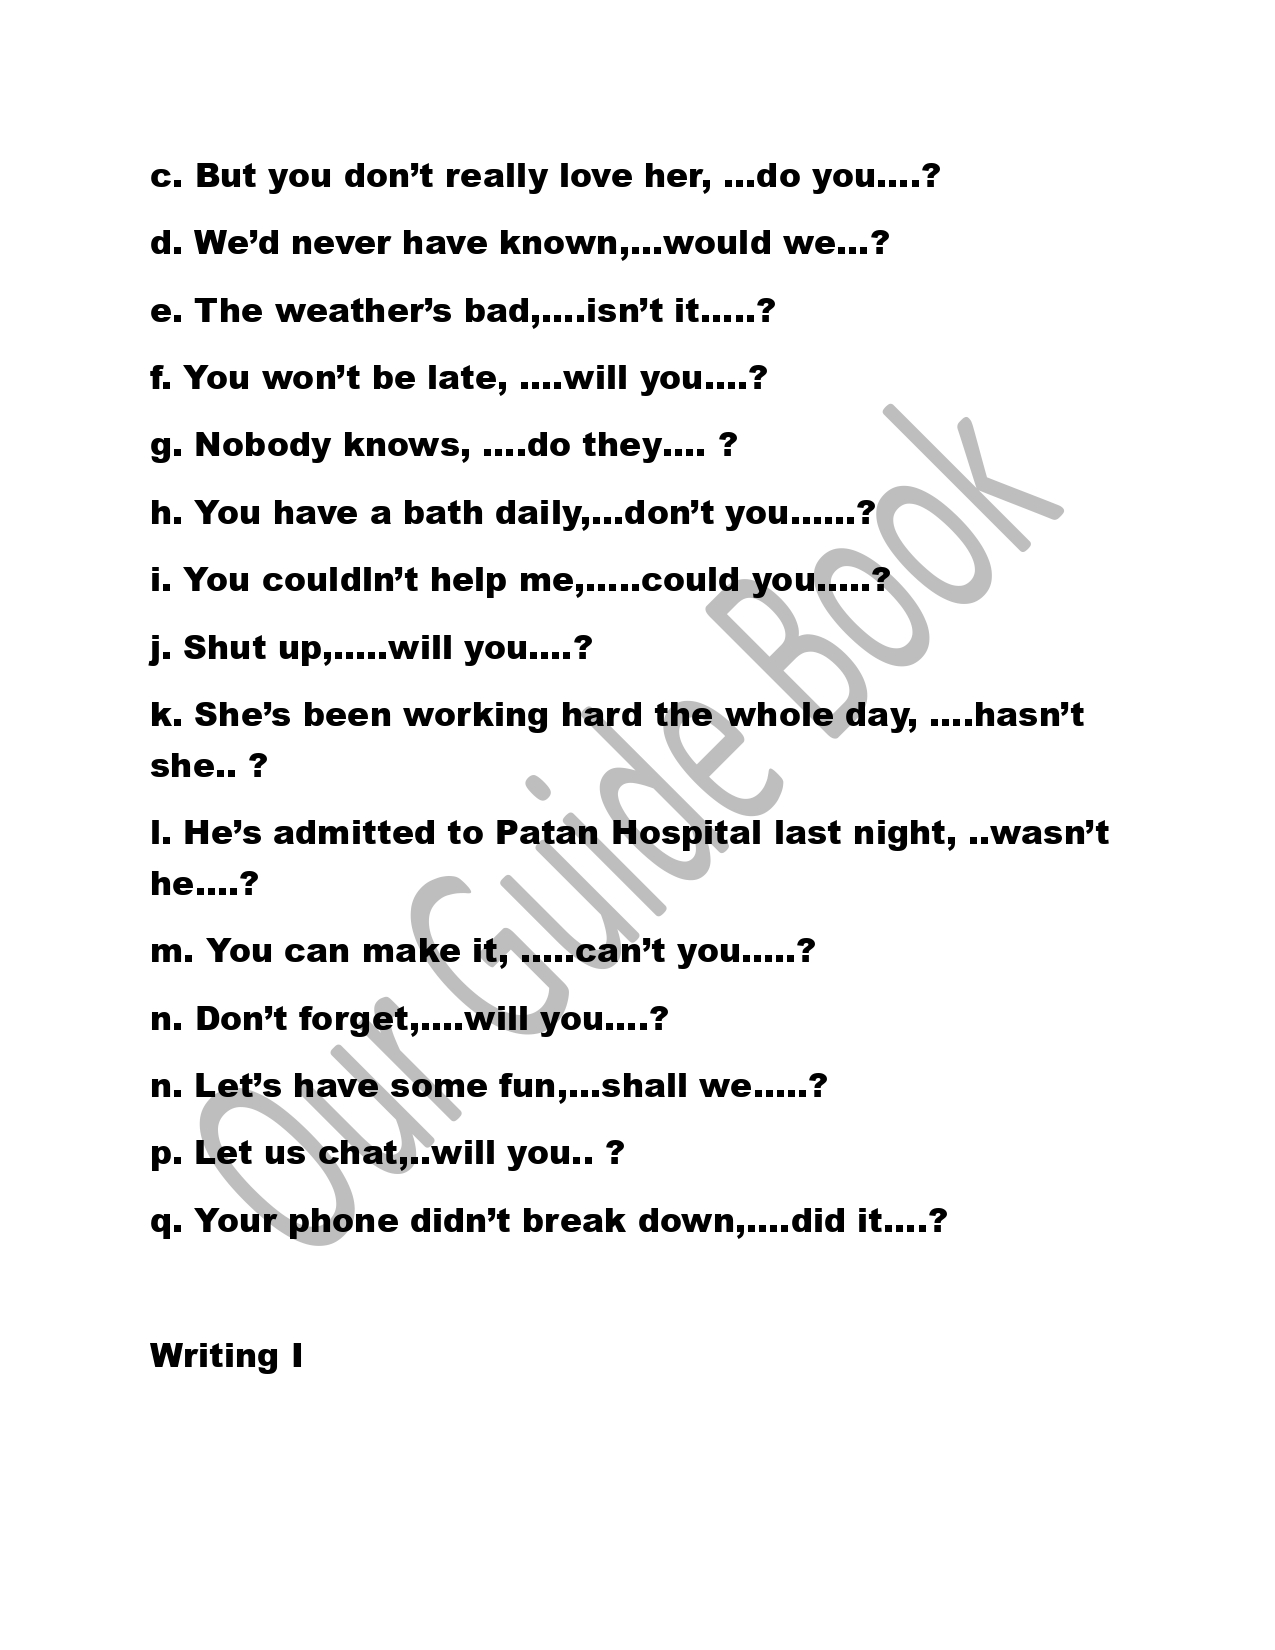 c. But you don’t really love her, ...do you....?
d. We’d never have known,...would we...?
e. The weather’s bad,....isn’t it.....?
f. You won’t be late, ....will you....?
g. Nobody knows, ....do they.... ?
h. You have a bath daily,...don’t you......?
i. You couldln’t help me,.....could you.....?
j. Shut up,.....will you....?
k. She’s been working hard the whole day, ....hasn’t
she.. ?
l. He’s admitted to Patan Hospital last night, ..wasn’t
he....?
m. You can make it, .....can’t you.....?
n. Don’t forget,....will you....?
n. Let’s have some fun,...shall we.....?
p. Let us chat,..will you.. ?
q. Your phone didn’t break down,....did it....?
Writing I
Our Guide Book